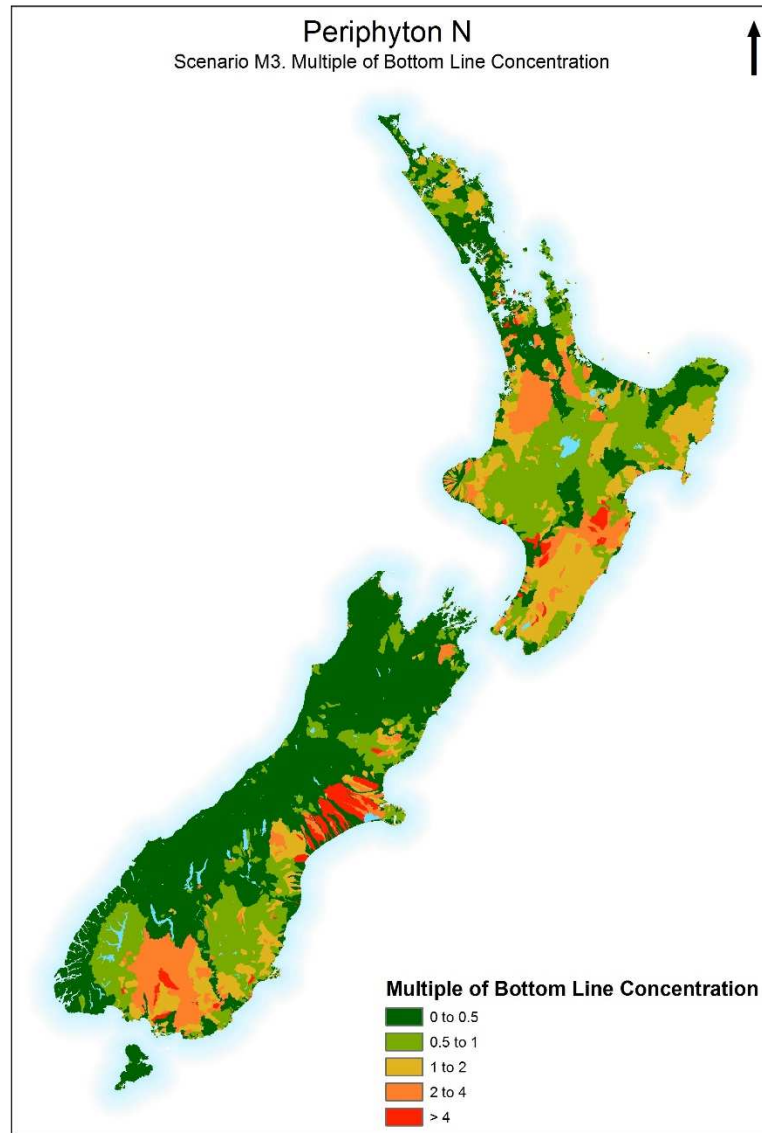 Periphyton N
Scenario M3. Multiple of Bottom Line Concentration
Multiple of Bottom Line Concentration
0 to 0.5
0.5 to 1
1 to 2
2 to 4
> 4